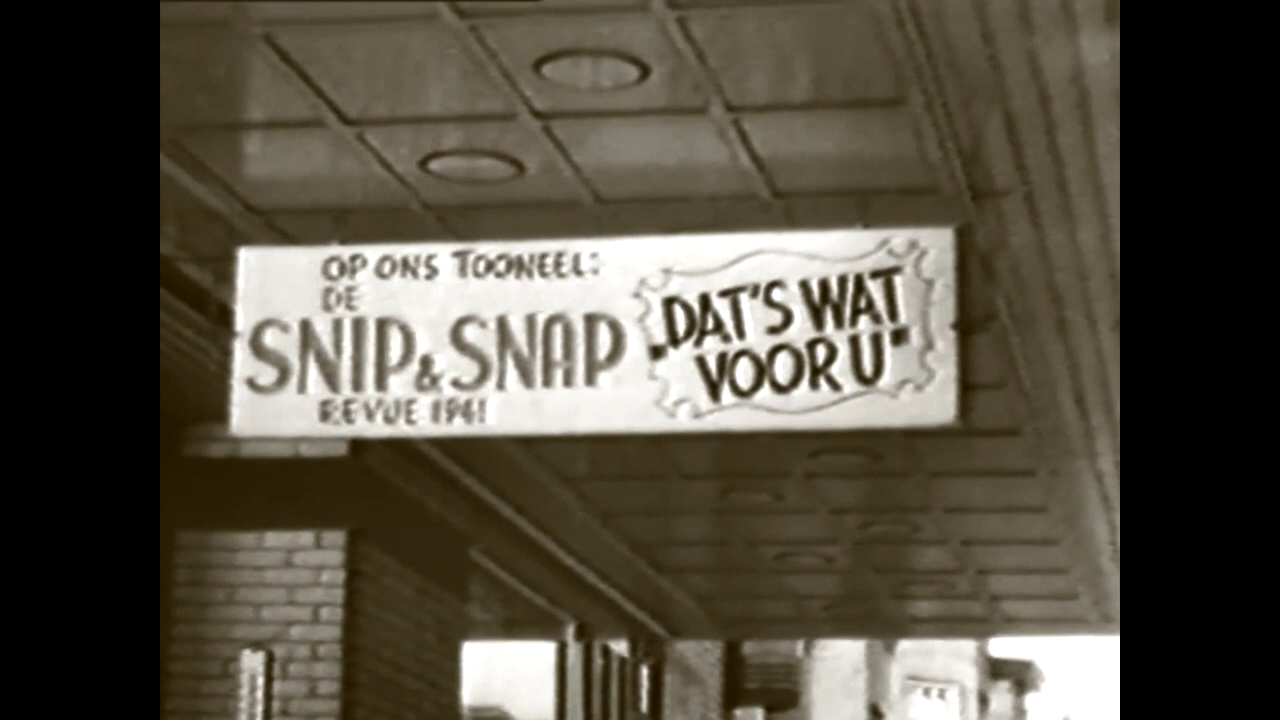 OP ONS TOONEEL:
DE
SNIP & SNAP
REVUE 1941
„DAT'S WAT
VOOR U"